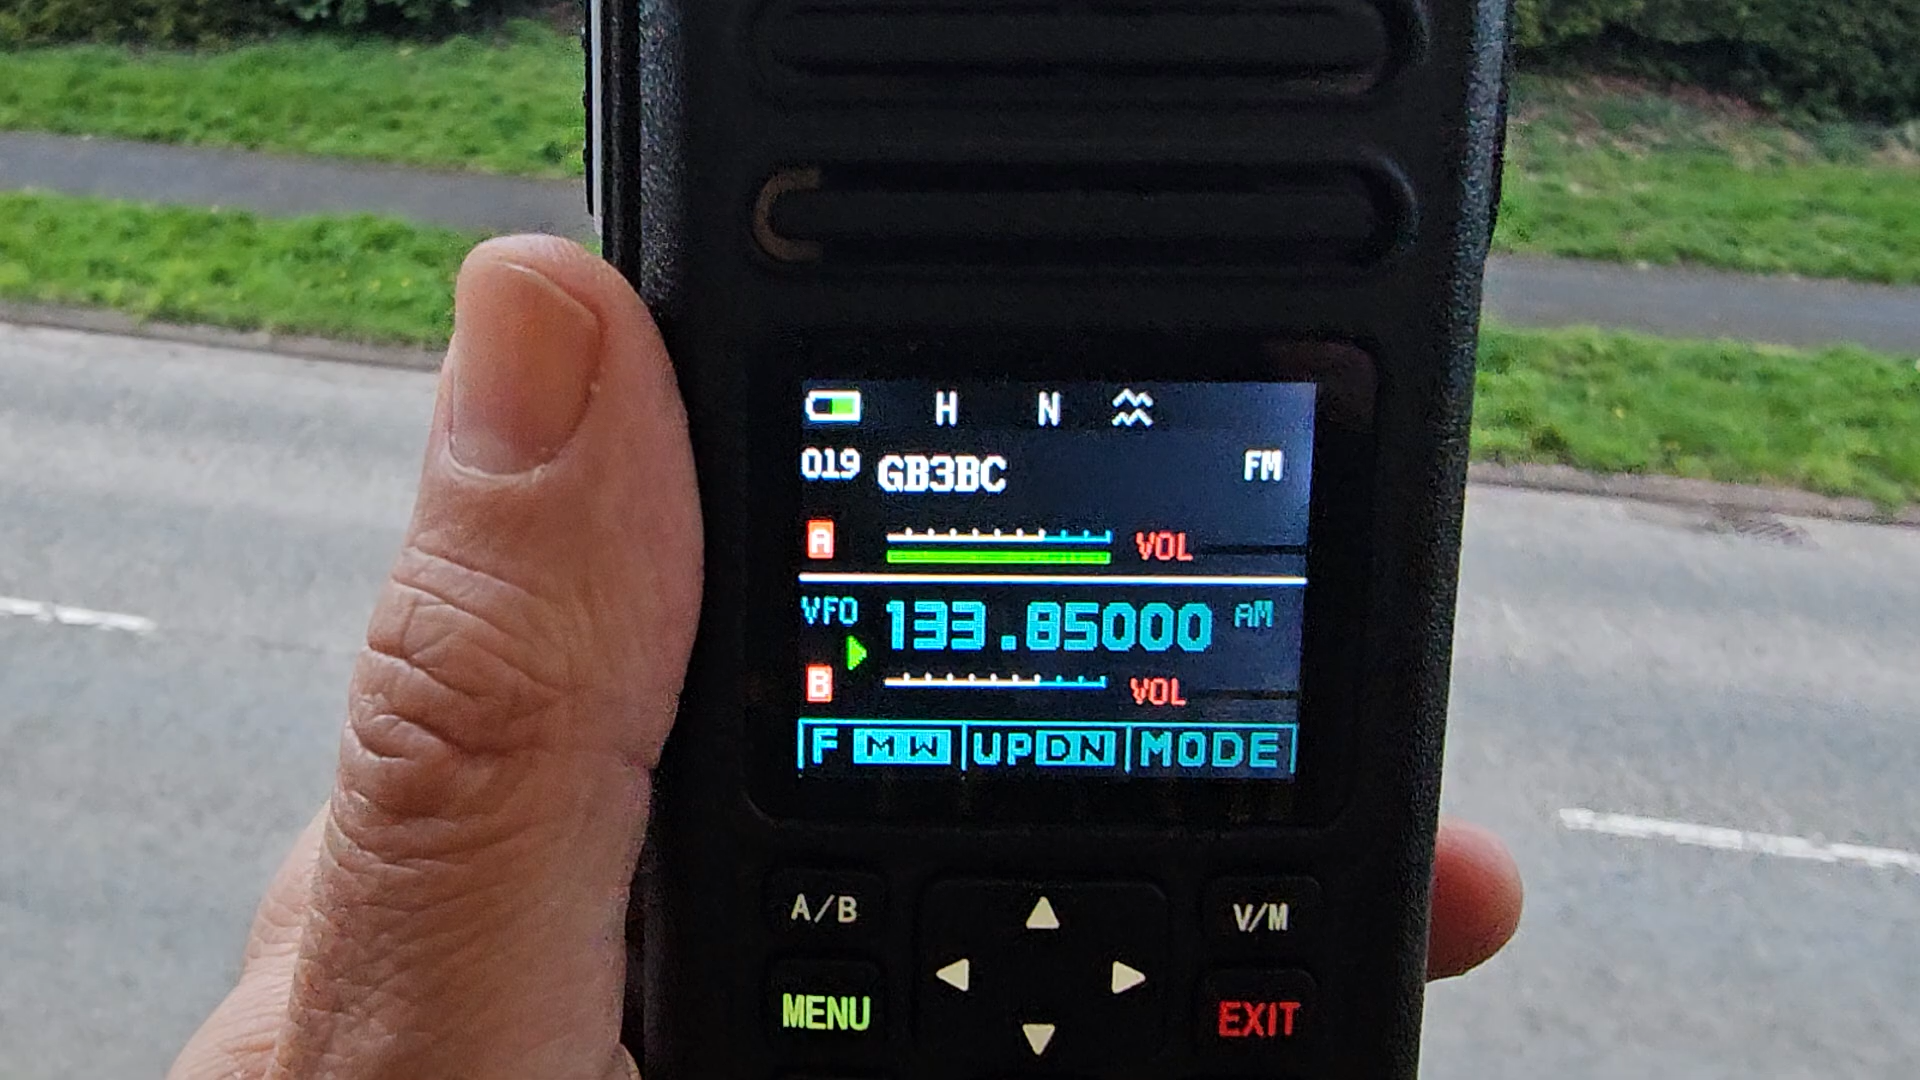 H N
019 GB3BC FM
A VOL
VFO 133.85000 AM
B VOL
F MW UPDN MODE
A/B V/M
MENU EXIT